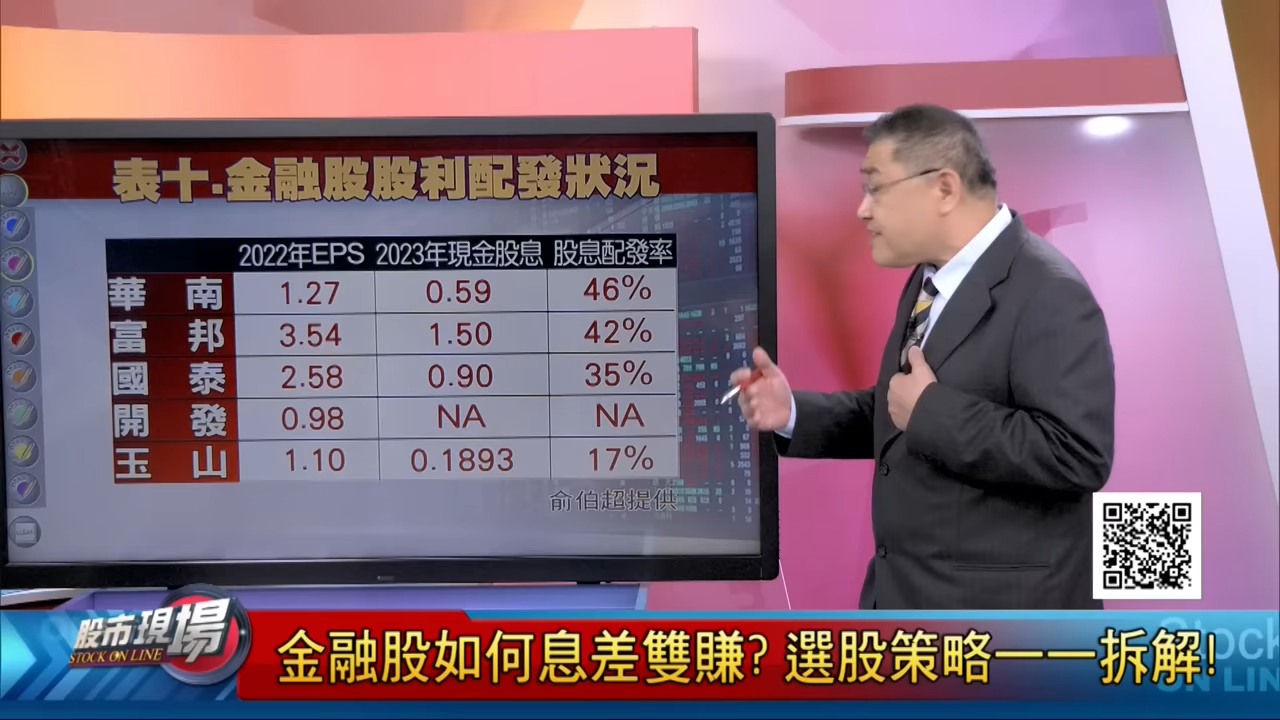 表十.金融股股利配發狀況
2022年EPS 2023年現金股息 股息配發率
華南 1.27 0.59 46%
富邦 3.54 1.50 42%
國泰 2.58 0.90 35%
開發 0.98 NA NA
玉山 1.10 0.1893 17%
俞伯超提供
股市現場
STOCK ON LINE
金融股如何息差雙賺? 選股策略一一拆解!
Stock
ON LIN